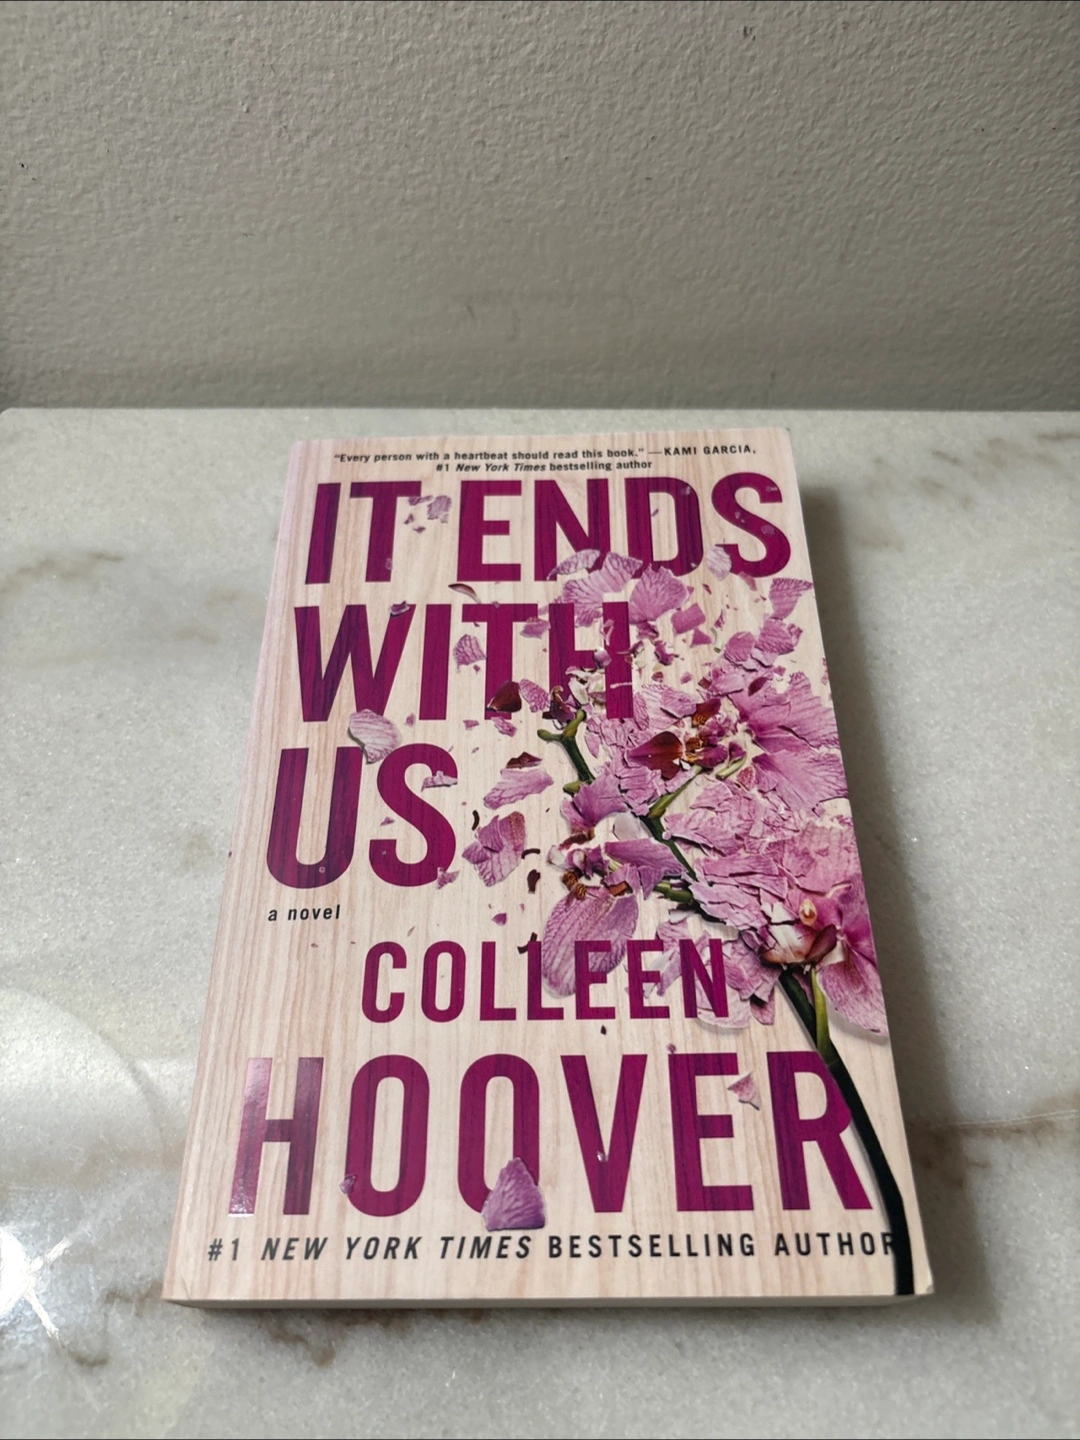 "Every person with a heartbeat should read this book." —KAMI GARCIA,
#1 New York Times bestselling author
IT ENDS
WITH
US
a novel
COLLEEN
HOOVER
#1 NEW YORK TIMES BESTSELLING AUTHOR